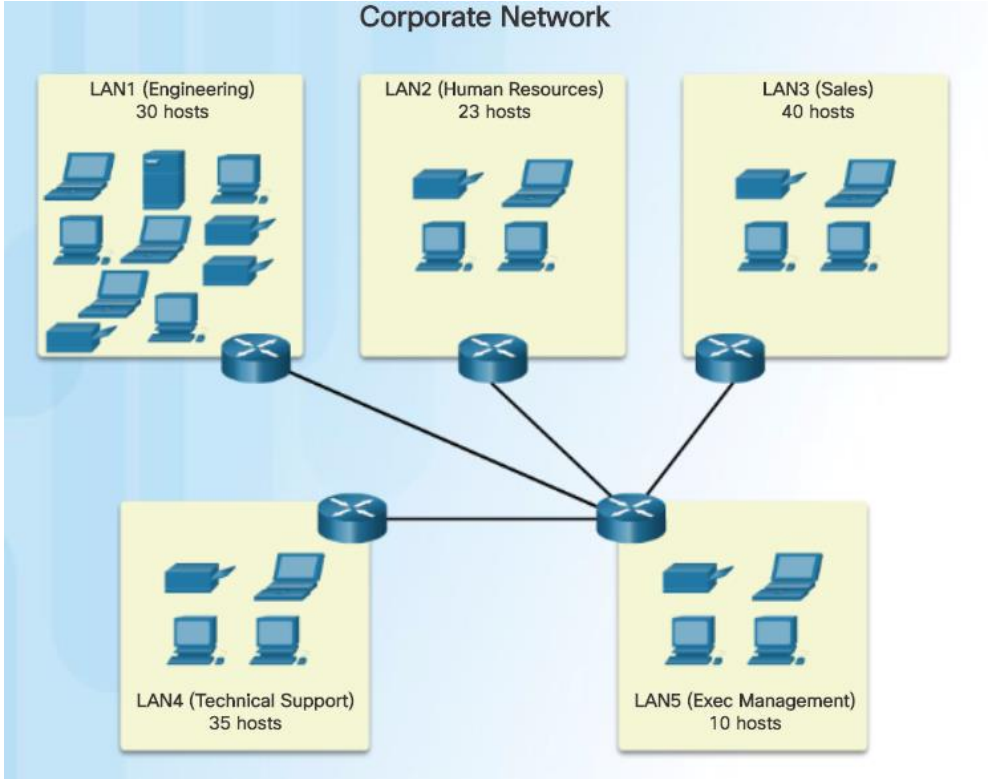 Corporate Network
LAN1 (Engineering)
30 hosts
LAN2 (Human Resources)
23 hosts
LAN3 (Sales)
40 hosts
LAN4 (Technical Support)
35 hosts
LAN5 (Exec Management)
10 hosts